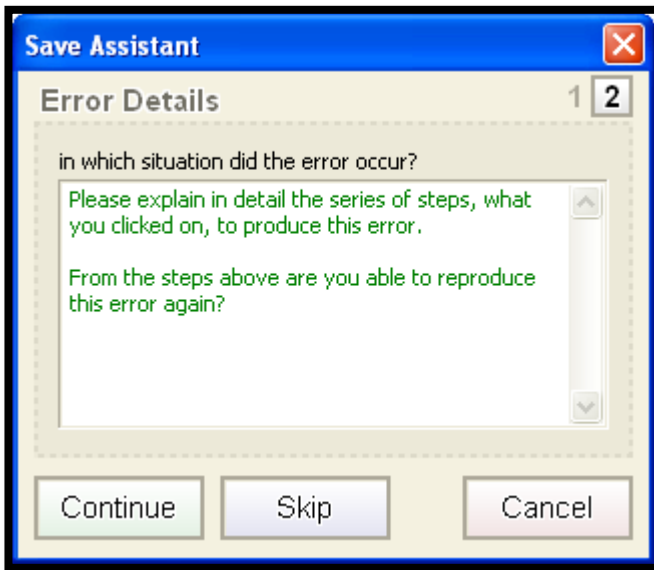 Save Assistant
Error Details
1 2
in which situation did the error occur?
Please explain in detail the series of steps, what
you clicked on, to produce this error.
From the steps above are you able to reproduce
this error again?
Continue
Skip
Cancel